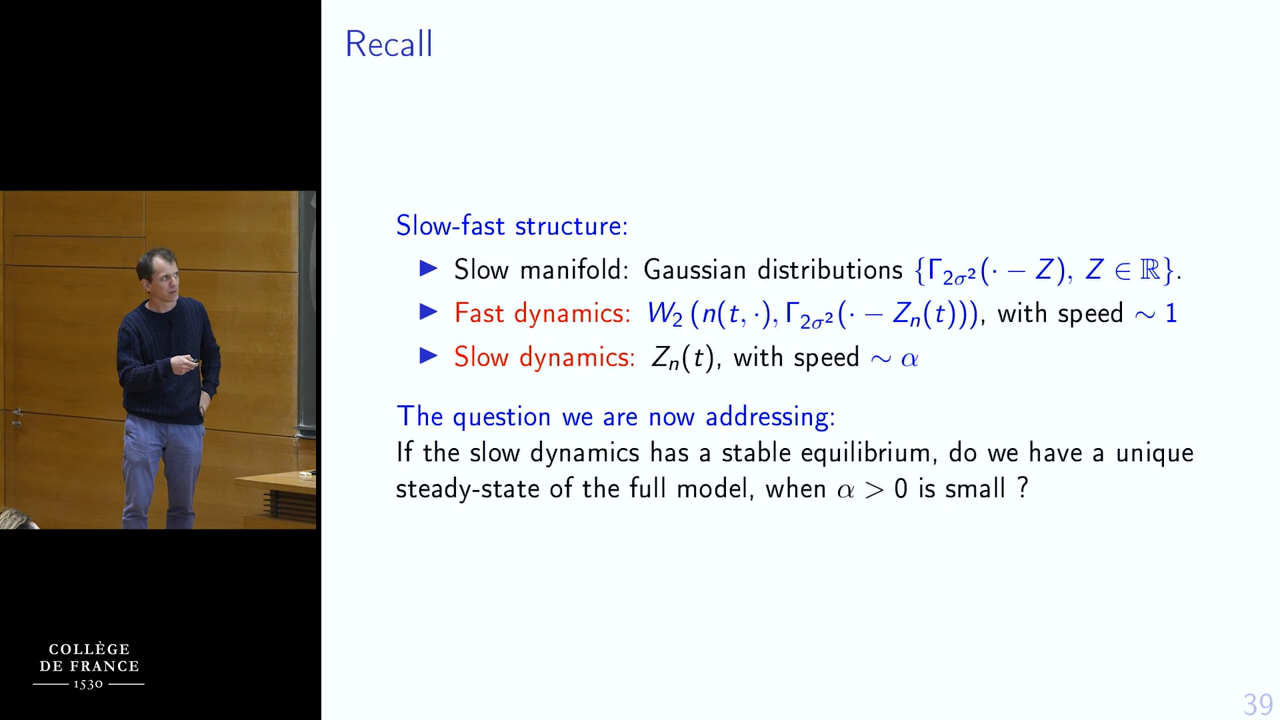 Recall
Slow-fast structure:
▶ Slow manifold: Gaussian distributions {Γ₂σ²(· − Z), Z ∈ ℝ}.
▶ Fast dynamics: W₂ (n(t, ·), Γ₂σ²(· − Zₙ(t))), with speed ∼ 1
▶ Slow dynamics: Zₙ(t), with speed ∼ α
The question we are now addressing:
If the slow dynamics has a stable equilibrium, do we have a unique
steady-state of the full model, when α > 0 is small ?
COLLÈGE
DE FRANCE
1530
39